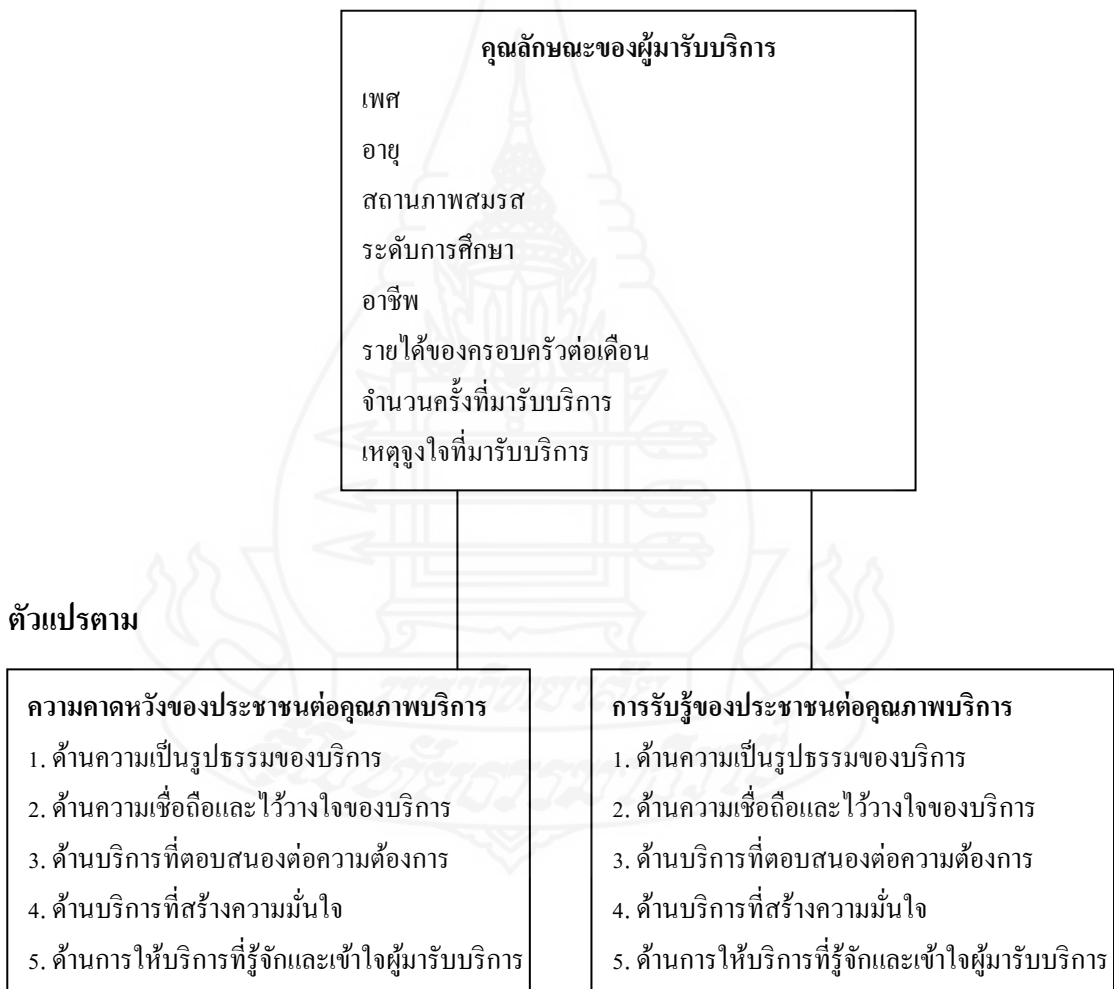 คุณลักษณะของผู้มารับบริการ
เพศ
อายุ
สถานภาพสมรส
ระดับการศึกษา
อาชีพ
รายได้ของครอบครัวต่อเดือน
จำนวนครั้งที่มารับบริการ
เหตุจูงใจที่มารับบริการ
ตัวแปรตาม
ความคาดหวังของประชาชนต่อคุณภาพบริการ
1. ด้านความเป็นรูปธรรมของบริการ
2. ด้านความเชื่อถือและไว้วางใจของบริการ
3. ด้านบริการที่ตอบสนองต่อความต้องการ
4. ด้านบริการที่สร้างความมั่นใจ
5. ด้านการให้บริการที่รู้จักและเข้าใจผู้มารับบริการ
การรับรู้ของประชาชนต่อคุณภาพบริการ
1. ด้านความเป็นรูปธรรมของบริการ
2. ด้านความเชื่อถือและไว้วางใจของบริการ
3. ด้านบริการที่ตอบสนองต่อความต้องการ
4. ด้านบริการที่สร้างความมั่นใจ
5. ด้านการให้บริการที่รู้จักและเข้าใจผู้มารับบริการ